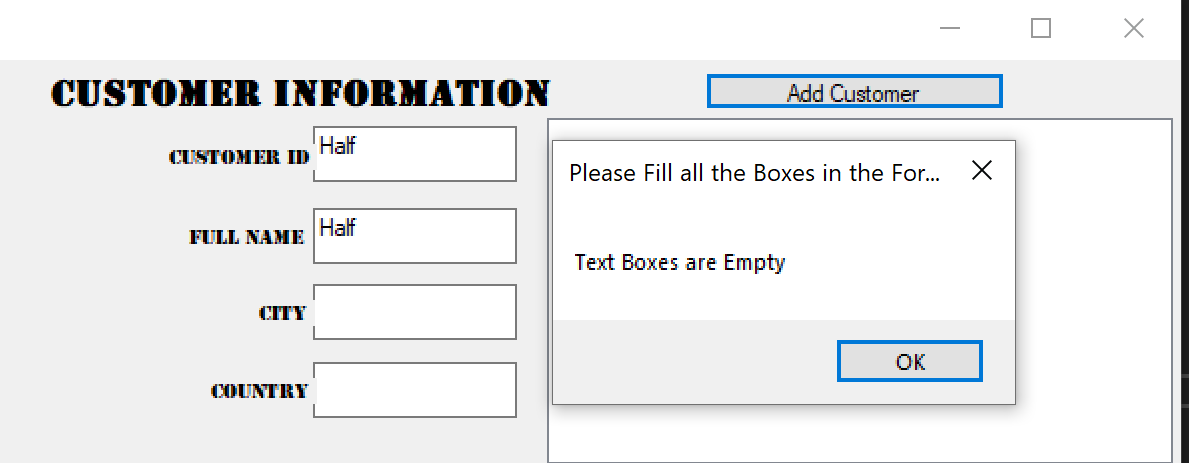 CUSTOMER INFORMATION
Add Customer
CUSTOMER ID
Half
FULL NAME
Half
CITY
COUNTRY
Please Fill all the Boxes in the For...
Text Boxes are Empty
OK